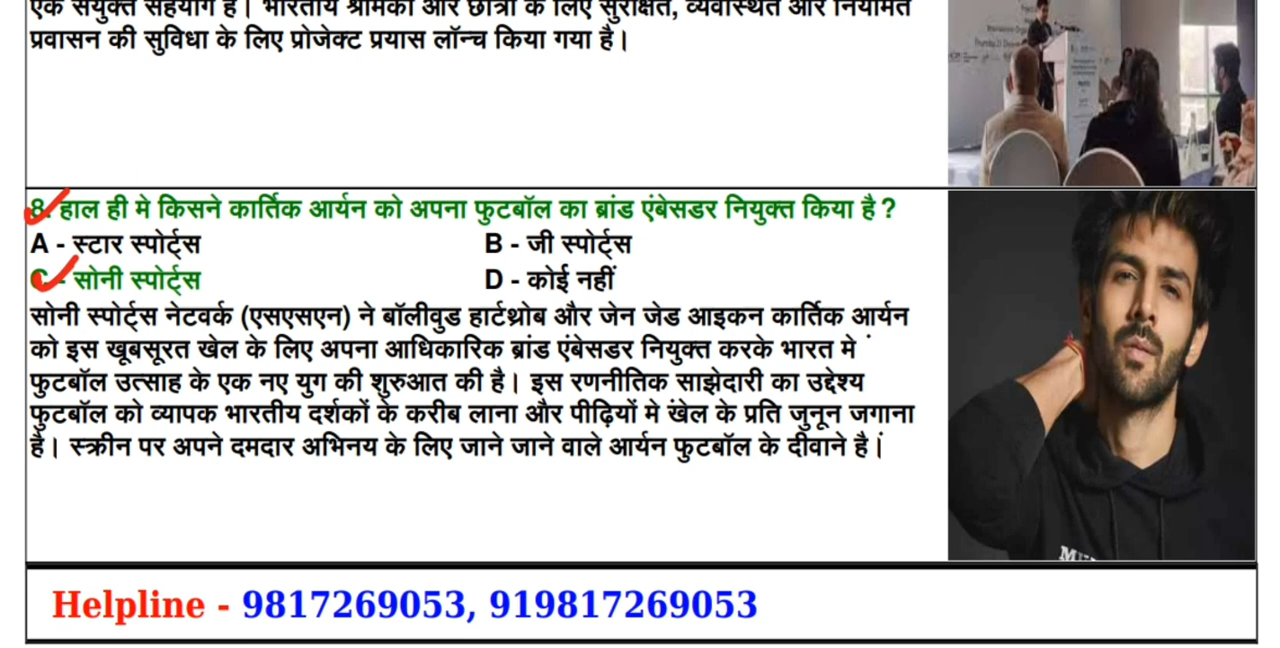 एक संयुक्त सहयोग है। भारतीय श्रमिकों और छात्रों के लिए सुरक्षित, व्यवस्थित और नियमित
प्रवासन की सुविधा के लिए प्रोजेक्ट प्रयास लॉन्च किया गया है।
8. हाल ही मे किसने कार्तिक आर्यन को अपना फुटबॉल का ब्रांड एंबेसडर नियुक्त किया है ?
A - स्टार स्पोर्ट्स B - जी स्पोर्ट्स
C - सोनी स्पोर्ट्स D - कोई नहीं
सोनी स्पोर्ट्स नेटवर्क (एसएसएन) ने बॉलीवुड हार्टथ्रोब और जेन जेड आइकन कार्तिक आर्यन
को इस खूबसूरत खेल के लिए अपना आधिकारिक ब्रांड एंबेसडर नियुक्त करके भारत में
फुटबॉल उत्साह के एक नए युग की शुरुआत की है। इस रणनीतिक साझेदारी का उद्देश्य
फुटबॉल को व्यापक भारतीय दर्शकों के करीब लाना और पीढ़ियों मे खेल के प्रति जुनून जगाना
है। स्क्रीन पर अपने दमदार अभिनय के लिए जाने जाने वाले आर्यन फुटबॉल के दीवाने है।
Helpline - 9817269053, 919817269053